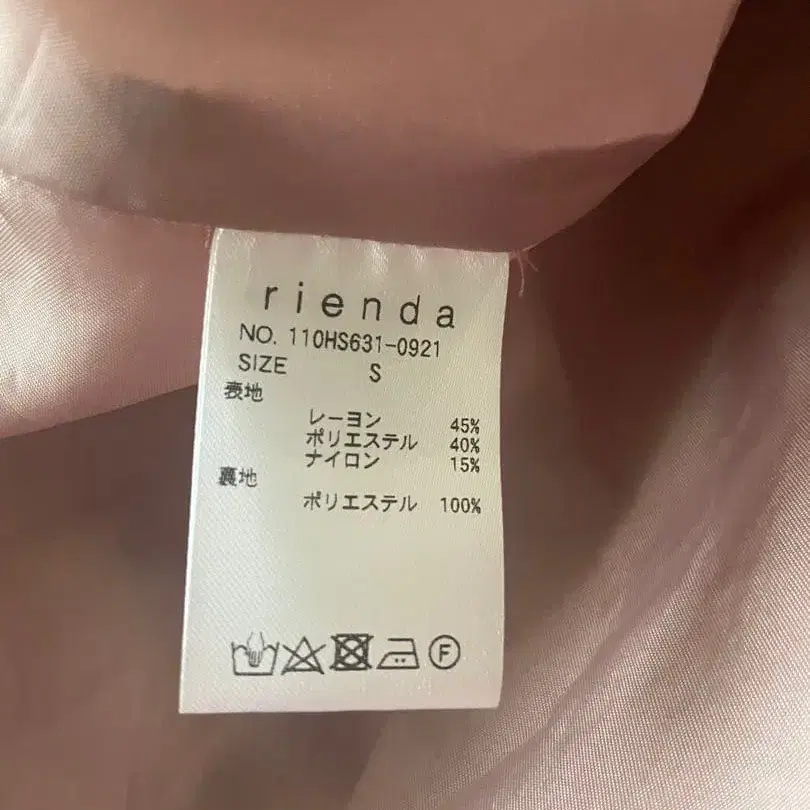 rienda
NO. 110HS631-0921
SIZE S
表地
レーヨン 45%
ポリエステル 40%
ナイロン 15%
裏地
ポリエステル 100%
F